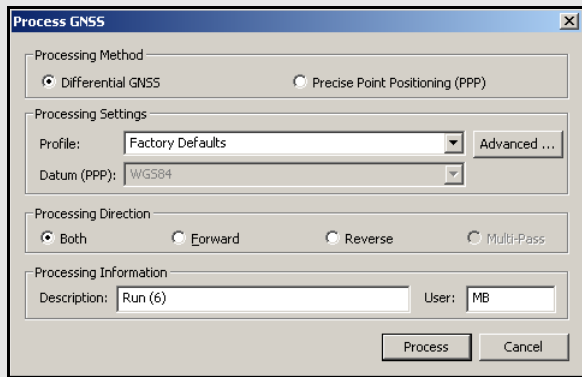 Process GNSS
Processing Method
Differential GNSS Precise Point Positioning (PPP)
Processing Settings
Profile: Factory Defaults Advanced ...
Datum (PPP): WGS84
Processing Direction
Both Forward Reverse Multi-Pass
Processing Information
Description: Run (6) User: MB
Process Cancel